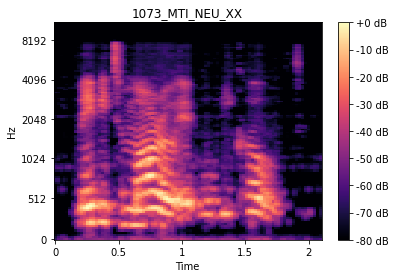 1073_MTI_NEU_XX
+0 dB
8192
-10 dB
4096
-20 dB
-30 dB
2048
Hz
-40 dB
1024
-50 dB
512
-60 dB
-70 dB
0
-80 dB
0
0.5
1
1.5
2
Time